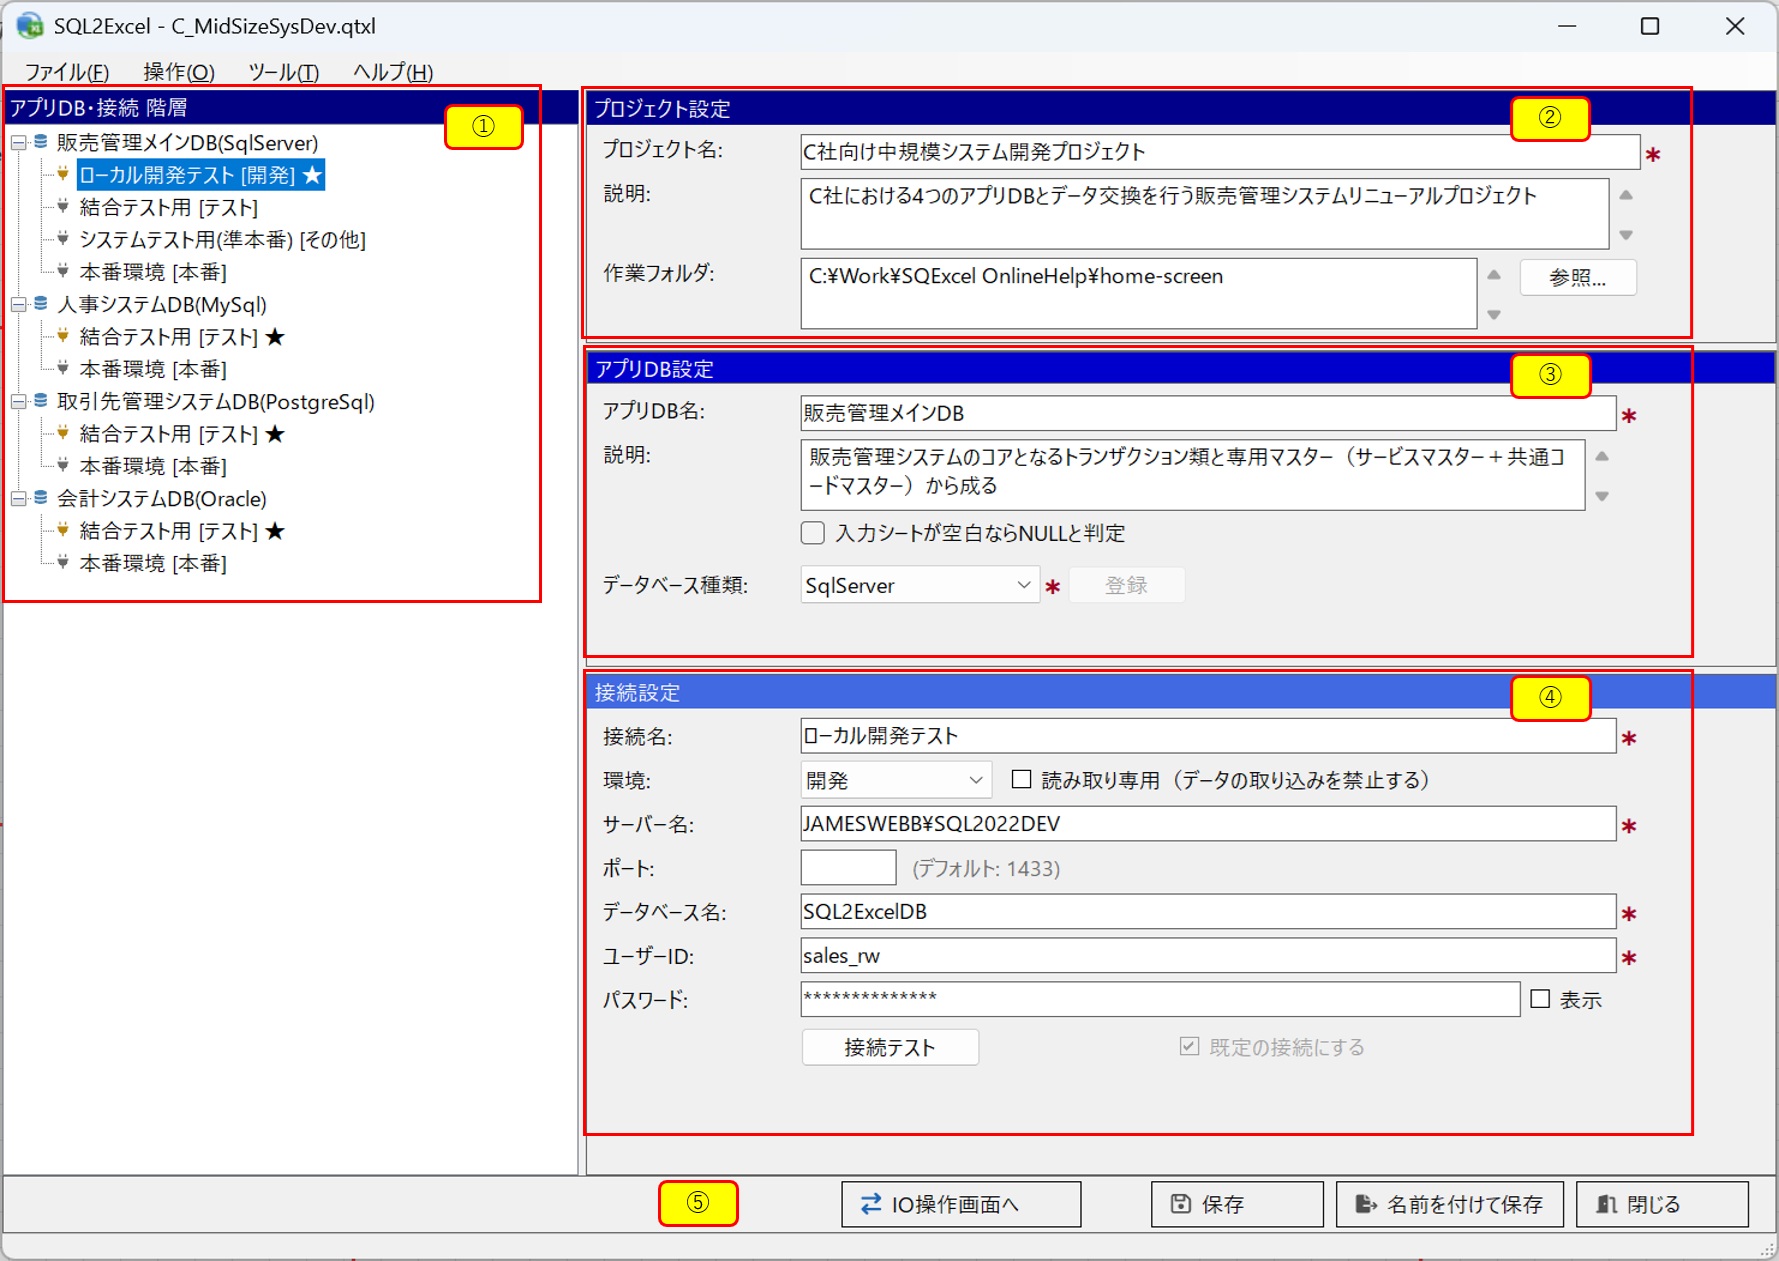 SQL2Excel - C_MidSizeSysDev.qtxl
ファイル(F) 操作(O) ツール(T) ヘルプ(H)
アプリDB・接続 階層
①
販売管理メインDB(SqlServer)
ローカル開発テスト [開発] ★
結合テスト用 [テスト]
システムテスト用(準本番) [その他]
本番環境 [本番]
人事システムDB(MySql)
結合テスト用 [テスト] ★
本番環境 [本番]
取引先管理システムDB(PostgreSql)
結合テスト用 [テスト] ★
本番環境 [本番]
会計システムDB(Oracle)
結合テスト用 [テスト] ★
本番環境 [本番]
プロジェクト設定
②
プロジェクト名: C社向け中規模システム開発プロジェクト *
説明: C社における4つのアプリDBとデータ交換を行う販売管理システムリニューアルプロジェクト
作業フォルダ: C:¥Work¥SQExcel OnlineHelp¥home-screen 参照...
アプリDB設定
③
アプリDB名: 販売管理メインDB *
説明: 販売管理システムのコアとなるトランザクション類と専用マスター（サービスマスター＋共通コ
ードマスター）から成る
入力シートが空白ならNULLと判定
データベース種類: SqlServer * 登録
接続設定
④
接続名: ローカル開発テスト *
環境: 開発 読み取り専用（データの取り込みを禁止する）
サーバー名: JAMESWEBB¥SQL2022DEV *
ポート: (デフォルト: 1433)
データベース名: SQL2ExcelDB *
ユーザーID: sales_rw *
パスワード: ************** 表示
接続テスト 既定の接続にする
⑤
IO操作画面へ 保存 名前を付けて保存 閉じる